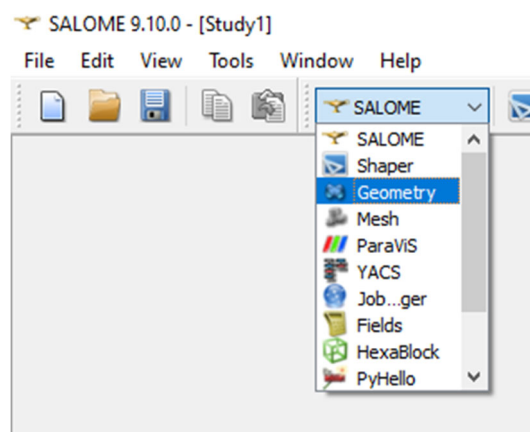 SALOME 9.10.0 - [Study1]
File Edit View Tools Window Help
SALOME
SALOME
Shaper
Geometry
Mesh
ParaViS
YACS
Job...ger
Fields
HexaBlock
PyHello